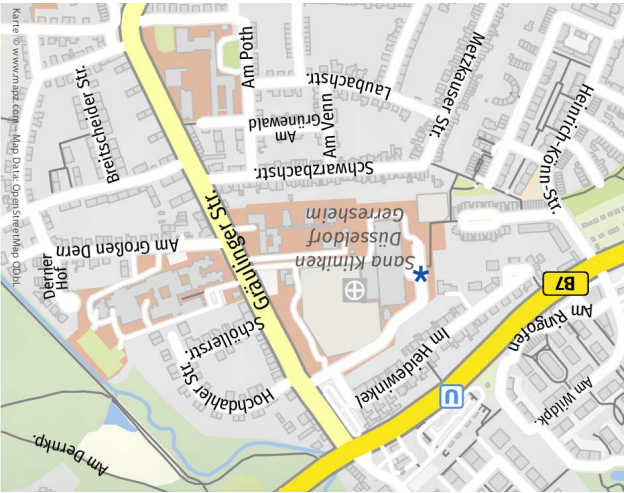 Karte © www.mapz.com – Map Data: OpenStreetMap ODbL
Am Poth
Metzkauser Str.
Laubachstr.
Breitscheider Str.
Heinrich-Könn-Str.
Am
Grünewald
Am Venn
Schwarzbachstr.
Gräulinger Str.
Sana Kliniken
Düsseldorf
Gerresheim
Am Großen Dern
Derner
Hof
*
B7
Schöllerstr.
Am Ringofen
Im Heidewinkel
Hochdahler Str.
Am Wildpk.
U
Am Dernkp.